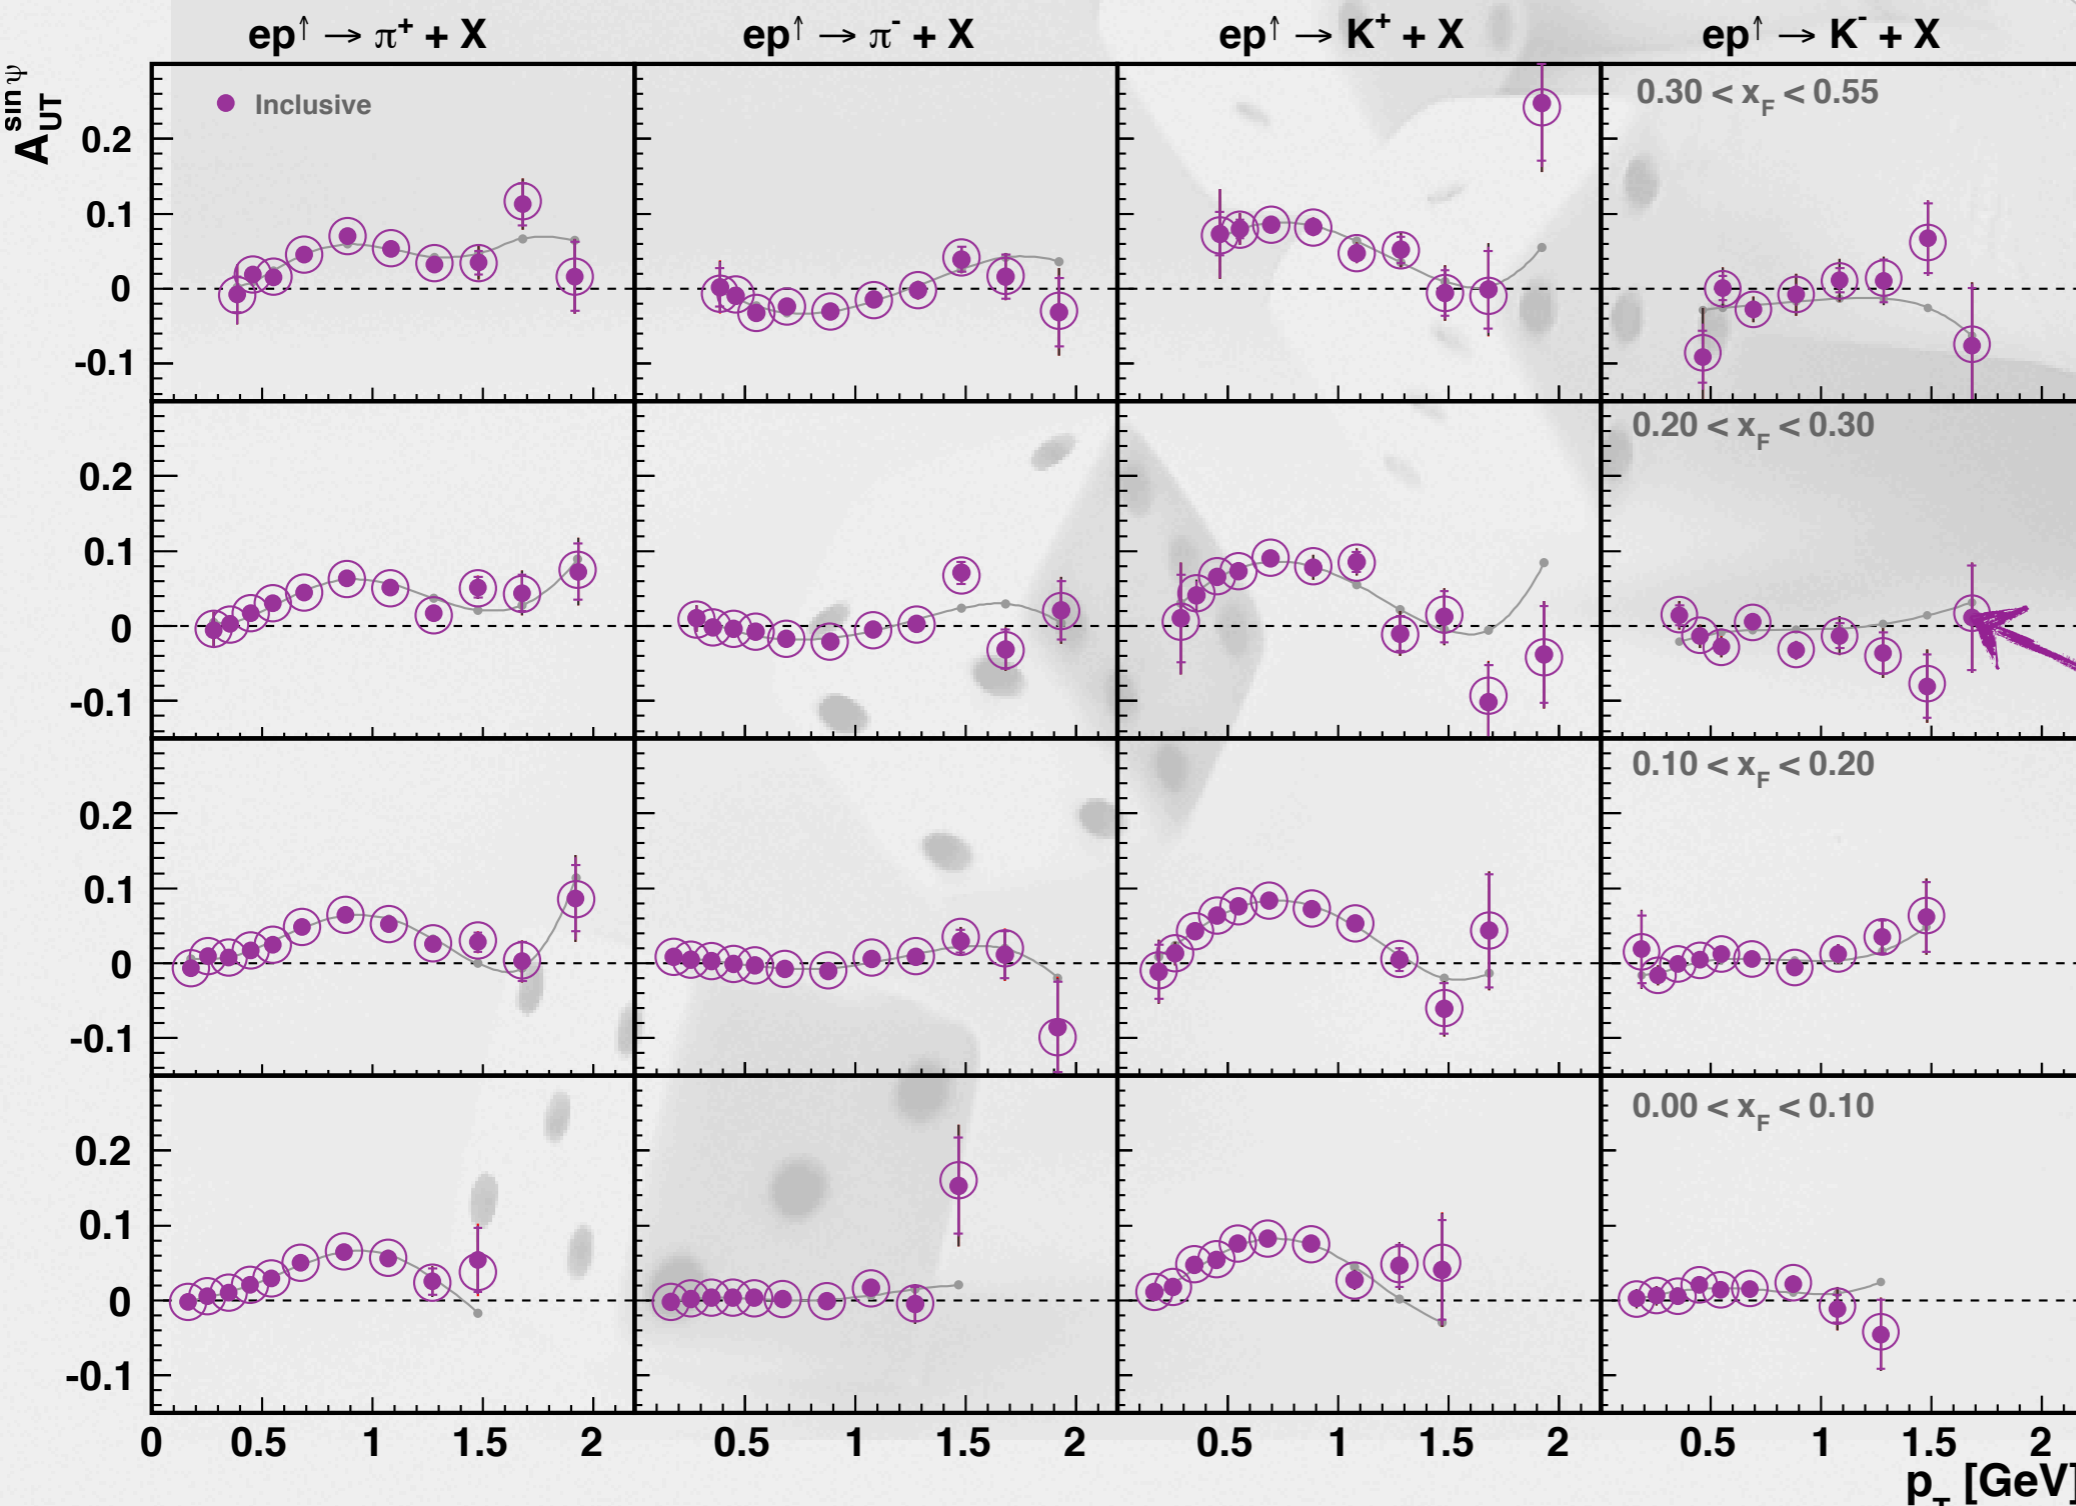 ep↑ → π+ + X ep↑ → π- + X ep↑ → K+ + X ep↑ → K- + X
A_UT^sin ψ
Inclusive
0.30 < x_F < 0.55
0.2
0.1
0
-0.1
0.20 < x_F < 0.30
0.2
0.1
0
-0.1
0.10 < x_F < 0.20
0.2
0.1
0
-0.1
0.00 < x_F < 0.10
0.2
0.1
0
-0.1
0 0.5 1 1.5 2 0.5 1 1.5 2 0.5 1 1.5 2 0.5 1 1.5 2
p_T [GeV]